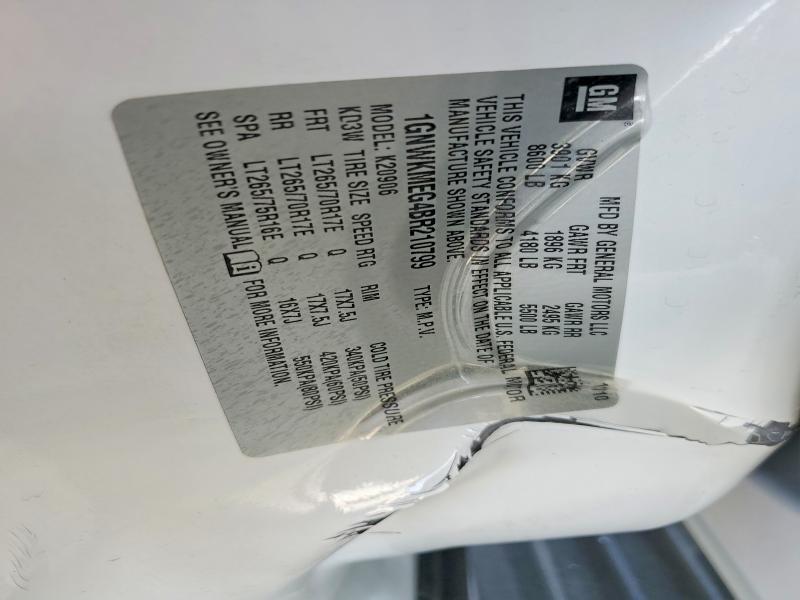 GM®
MFD BY GENERAL MOTORS LLC
11/10
GVWR GAWR FRT GAWR RR
3901 KG 1896 KG 2495 KG
8600 LB 4180 LB 5500 LB
THIS VEHICLE CONFORMS TO ALL APPLICABLE U.S. FEDERAL MOTOR
VEHICLE SAFETY STANDARDS IN EFFECT ON THE DATE OF
MANUFACTURE SHOWN ABOVE.
TYPE: M.P.V.
MODEL: K20906
KD3W TIRE SIZE SPEED RTG RIM COLD TIRE PRESSURE
FRT LT265/70R17E Q 17X7.5J 340KPA(50PSI)
RR LT265/70R17E Q 17X7.5J 420KPA(60PSI)
SPA LT265/75R16E Q 16X7J 550KPA(80PSI)
SEE OWNER'S MANUAL FOR MORE INFORMATION.